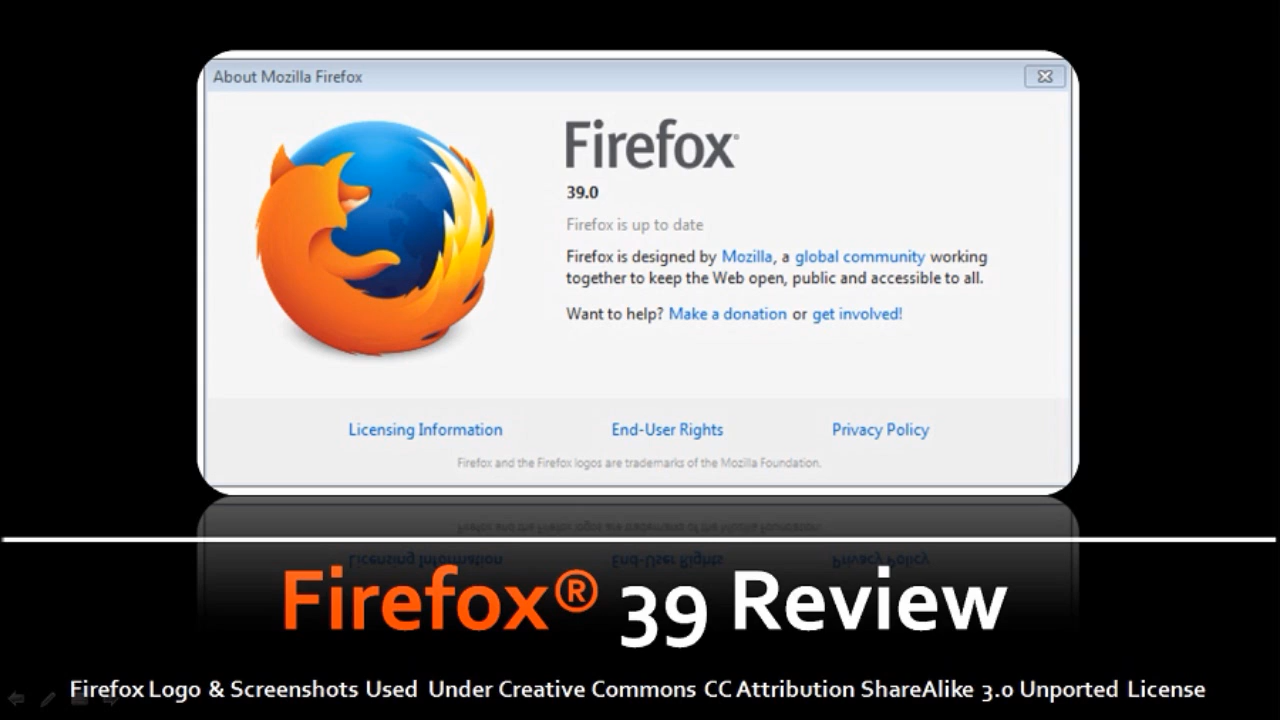 About Mozilla Firefox
Firefox®
39.0
Firefox is up to date
Firefox is designed by Mozilla, a global community working
together to keep the Web open, public and accessible to all.
Want to help? Make a donation or get involved!
Licensing Information End-User Rights Privacy Policy
Firefox and the Firefox logos are trademarks of the Mozilla Foundation.
Firefox® 39 Review
Firefox Logo & Screenshots Used Under Creative Commons CC Attribution ShareAlike 3.0 Unported License